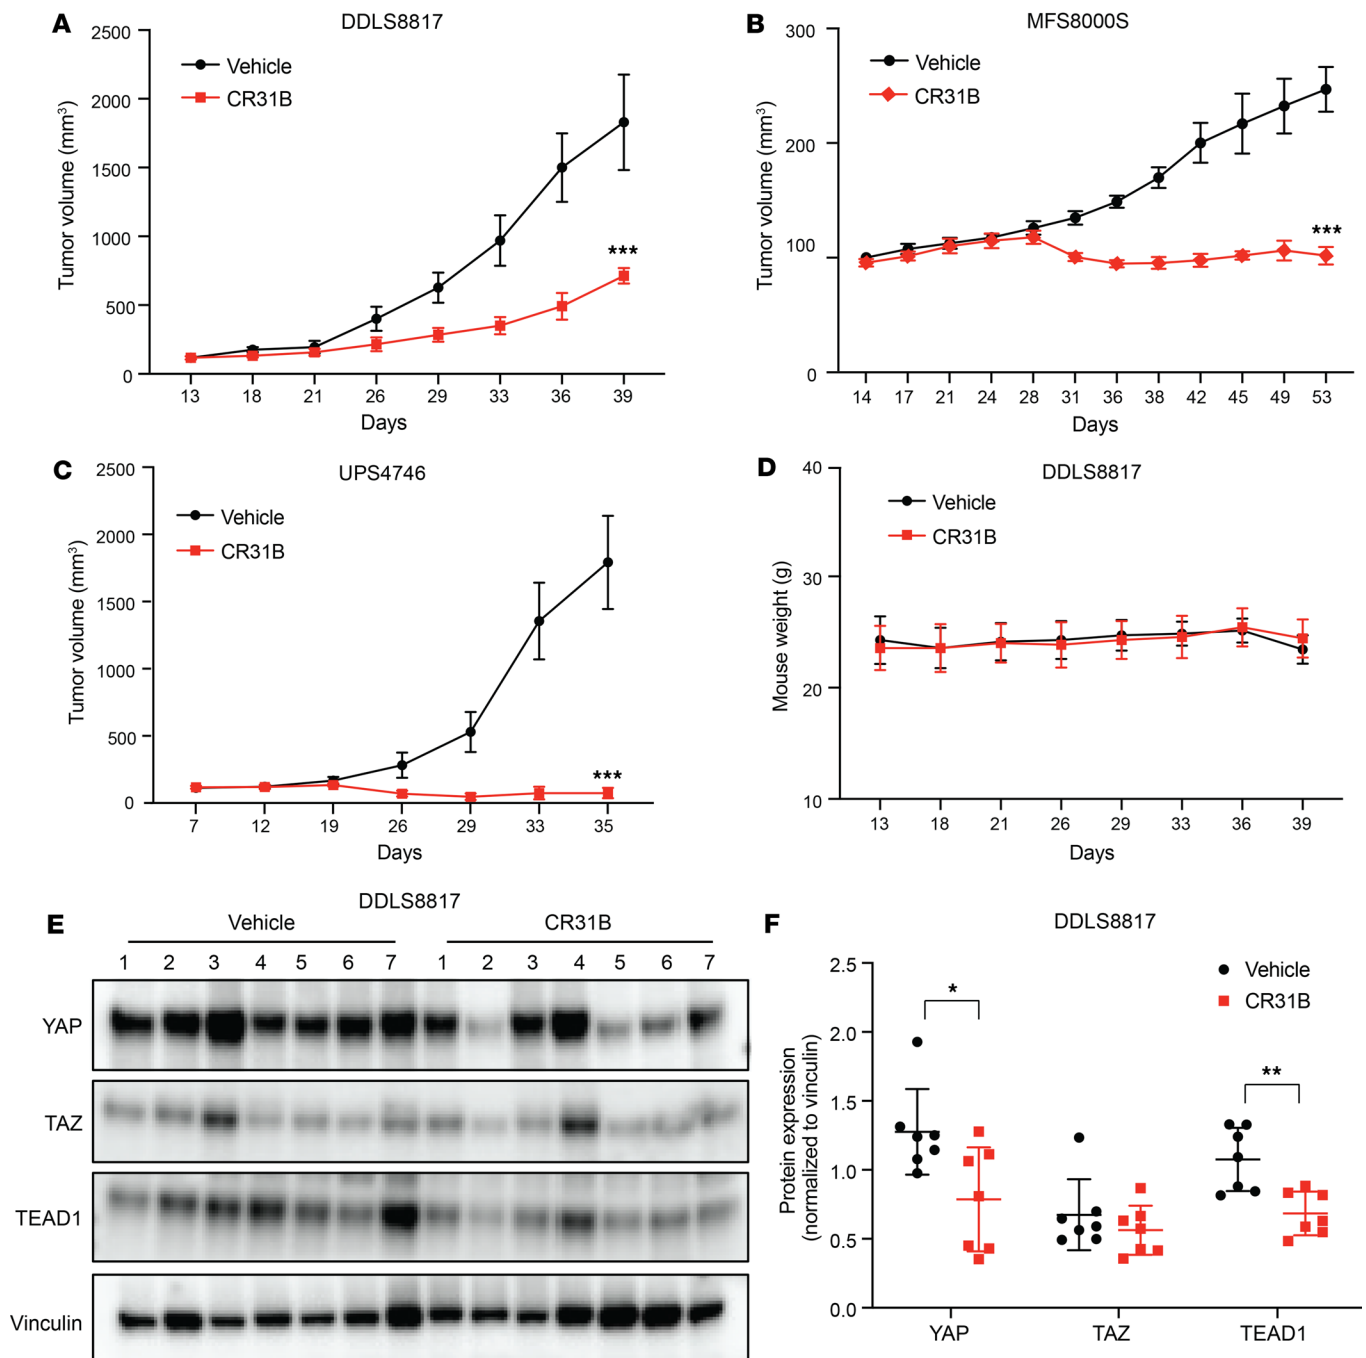 A
DDLS8817
2500
2000
1500
1000
500
0
Tumor volume (mm³)
Vehicle
CR31B
***
13 18 21 26 29 33 36 39
Days
B
MFS8000S
300
200
100
0
Tumor volume (mm³)
Vehicle
CR31B
***
14 17 21 24 28 31 36 38 42 45 49 53
Days
C
UPS4746
2500
2000
1500
1000
500
0
Tumor volume (mm³)
Vehicle
CR31B
***
7 12 19 26 29 33 35
Days
D
DDLS8817
40
30
20
10
Mouse weight (g)
Vehicle
CR31B
13 18 21 26 29 33 36 39
Days
E
DDLS8817
Vehicle CR31B
1 2 3 4 5 6 7 1 2 3 4 5 6 7
YAP
TAZ
TEAD1
Vinculin
F
DDLS8817
2.5
2.0
1.5
1.0
0.5
0.0
Protein expression
(normalized to vinculin)
Vehicle
CR31B
*
**
YAP TAZ TEAD1